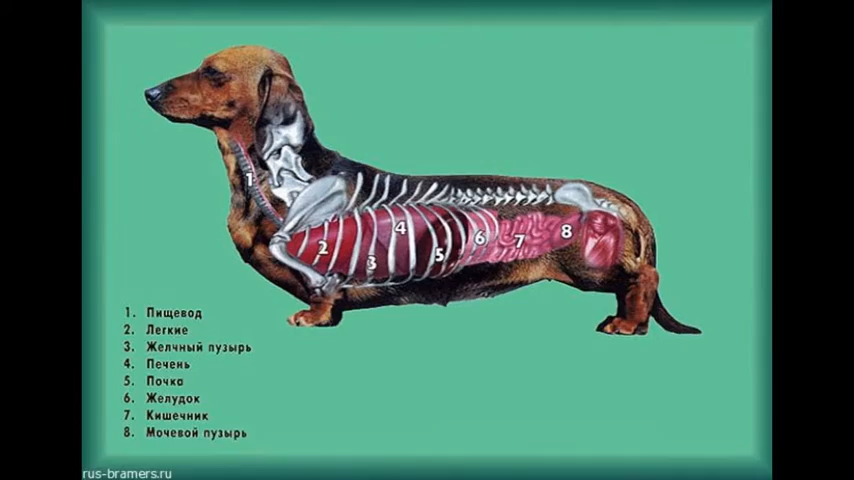 1
2
3
4
5
6
7
8
1. Пищевод
2. Легкие
3. Желчный пузырь
4. Печень
5. Почка
6. Желудок
7. Кишечник
8. Мочевой пузырь
rus-bramers.ru